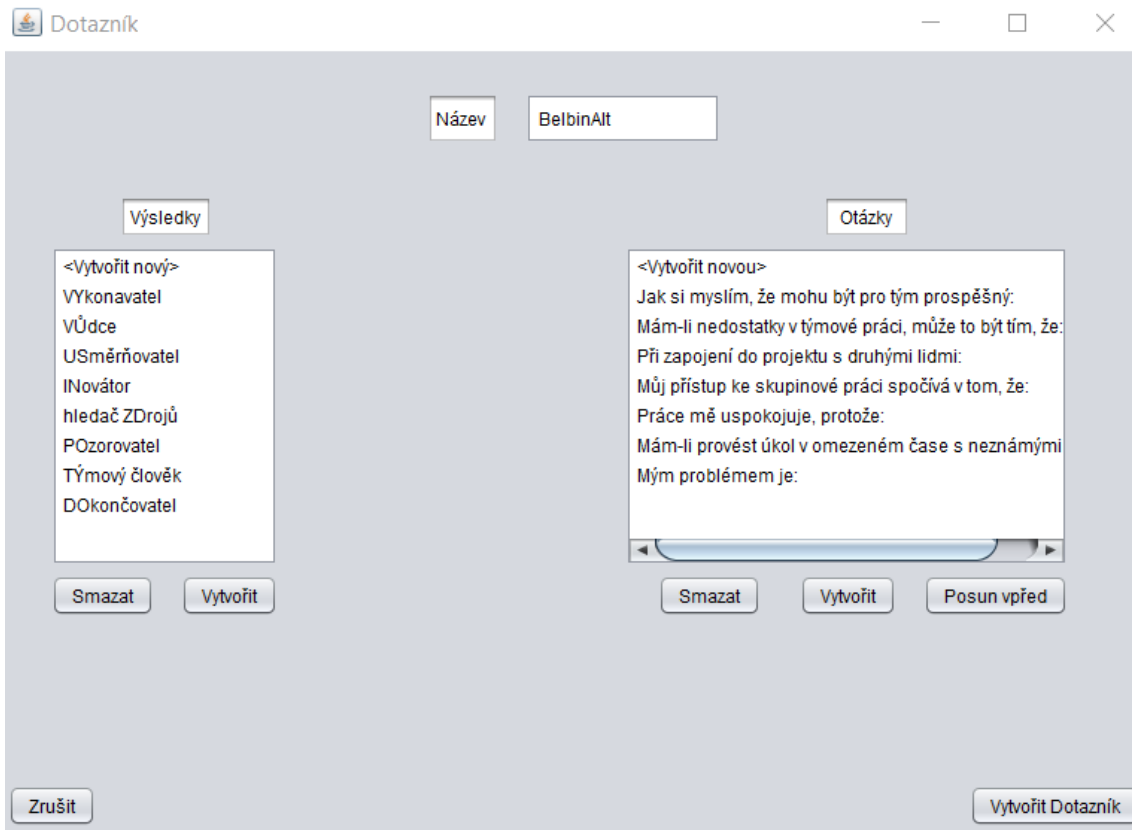 Dotazník
Název
BelbinAlt
Výsledky
<Vytvořit nový>
VYkonavatel
VŮdce
USměrňovatel
INovátor
hledač ZDrojů
POzorovatel
TÝmový člověk
DOkončovatel
Smazat
Vytvořit
Otázky
<Vytvořit novou>
Jak si myslím, že mohu být pro tým prospěšný:
Mám-li nedostatky v týmové práci, může to být tím, že:
Při zapojení do projektu s druhými lidmi:
Můj přístup ke skupinové práci spočívá v tom, že:
Práce mě uspokojuje, protože:
Mám-li provést úkol v omezeném čase s neznámými
Mým problémem je:
Smazat
Vytvořit
Posun vpřed
Zrušit
Vytvořit Dotazník